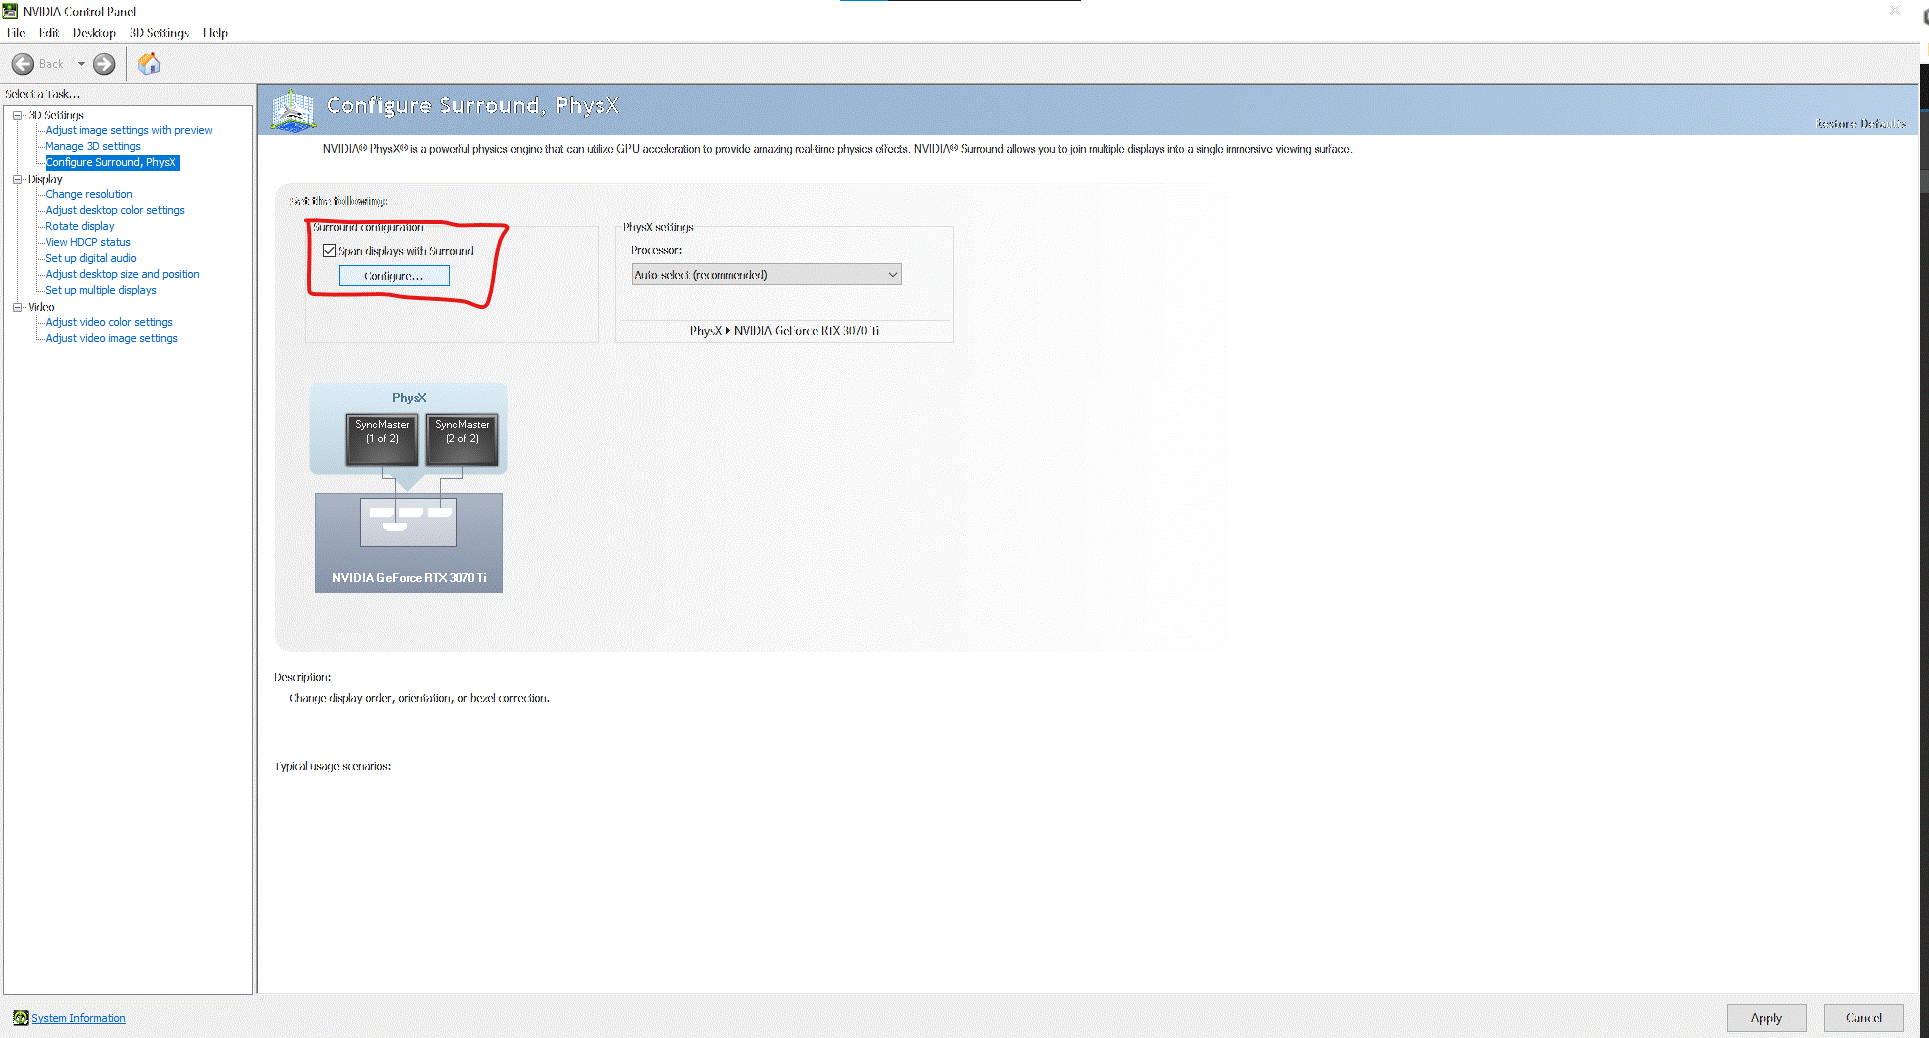 NVIDIA Control Panel
File Edit Desktop 3D Settings Help
Back
Select a Task...
3D Settings
Adjust image settings with preview
Manage 3D settings
Configure Surround, PhysX
Display
Change resolution
Adjust desktop color settings
Rotate display
View HDCP status
Set up digital audio
Adjust desktop size and position
Set up multiple displays
Video
Adjust video color settings
Adjust video image settings
System Information
Configure Surround, PhysX
Restore Defaults
NVIDIA® PhysX® is a powerful physics engine that can utilize GPU acceleration to provide amazing real-time physics effects. NVIDIA® Surround allows you to join multiple displays into a single immersive viewing surface.
Set the following:
Surround configuration
Span displays with Surround
Configure...
PhysX settings
Processor:
Auto-select (recommended)
PhysX NVIDIA GeForce RTX 3070 Ti
PhysX
SyncMaster
(1 of 2)
SyncMaster
(2 of 2)
NVIDIA GeForce RTX 3070 Ti
Description:
Change display order, orientation, or bezel correction.
Typical usage scenarios:
Apply
Cancel